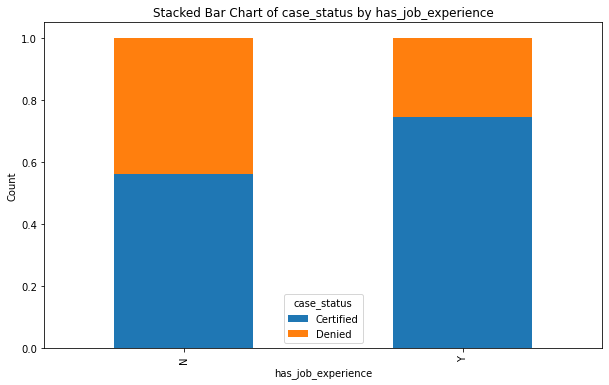 Stacked Bar Chart of case_status by has_job_experience
1.0
0.8
0.6
0.4
0.2
0.0
Count
case_status
Certified
Denied
N
Y
has_job_experience